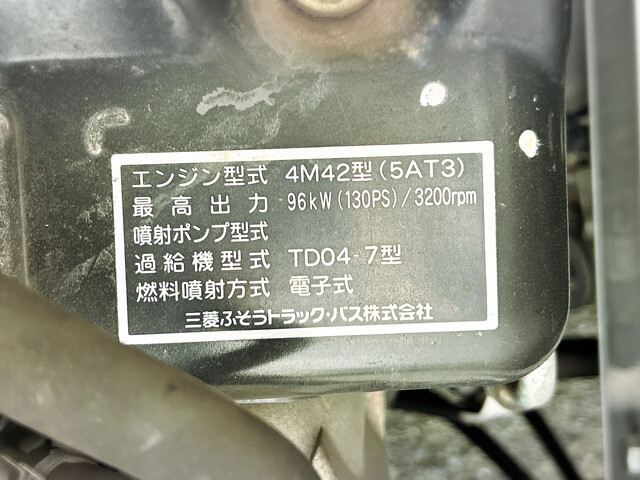 エンジン型式 4M42型(5AT3)
最高出力 96kW(130PS)/3200rpm
噴射ポンプ型式
過給機型式 TD04-7型
燃料噴射方式 電子式
三菱ふそうトラック・バス株式会社